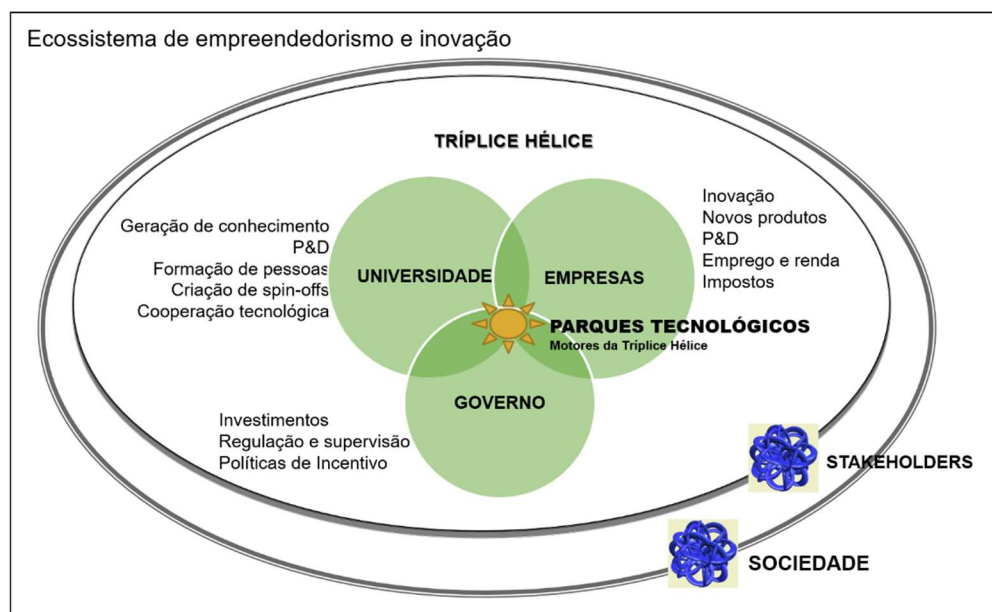 Ecossistema de empreendedorismo e inovação
TRÍPLICE HÉLICE
Geração de conhecimento
P&D
Formação de pessoas
Criação de spin-offs
Cooperação tecnológica
UNIVERSIDADE
EMPRESAS
Inovação
Novos produtos
P&D
Emprego e renda
Impostos
PARQUES TECNOLÓGICOS
Motores da Tríplice Hélice
GOVERNO
Investimentos
Regulação e supervisão
Políticas de Incentivo
STAKEHOLDERS
SOCIEDADE